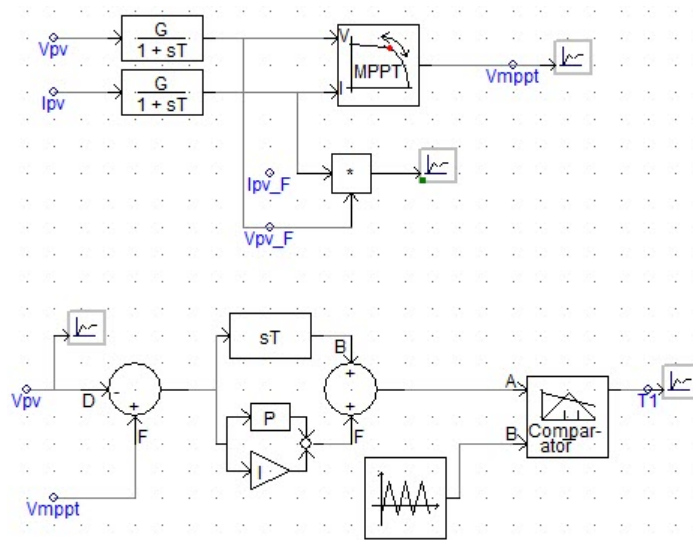 Vpv
G
1 + sT
V
MPPT
Vmppt
Ipv
G
1 + sT
I
Ipv_F
*
Vpv_F
sT
B
+
Vpv
D
-
+
F
P
I
+
F
A
B
Compar-
ator
T1
Vmppt